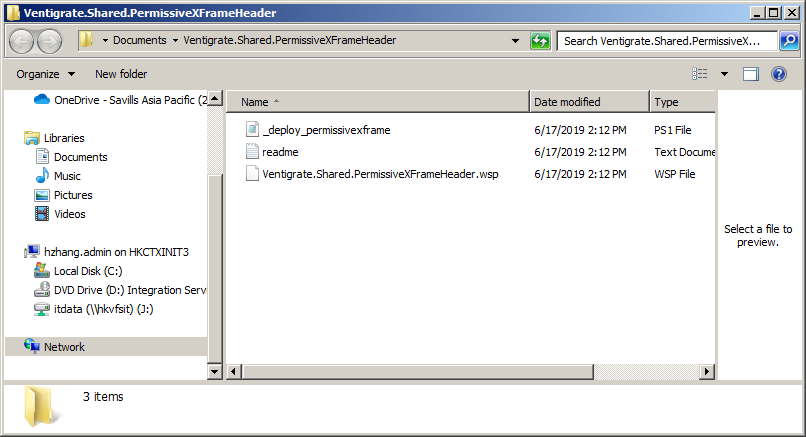 Ventigrate.Shared.PermissiveXFrameHeader
Documents Ventigrate.Shared.PermissiveXFrameHeader Search Ventigrate.Shared.PermissiveX...
Organize New folder
OneDrive - Savills Asia Pacific (2
Libraries
Documents
Music
Pictures
Videos
hzhang.admin on HKCTXINIT3
Local Disk (C:)
DVD Drive (D:) Integration Serv
itdata (\\hkvfsit) (J:)
Network
Name Date modified Type
_deploy_permissivexframe 6/17/2019 2:12 PM PS1 File
readme 6/17/2019 2:12 PM Text Docume
Ventigrate.Shared.PermissiveXFrameHeader.wsp 6/17/2019 2:12 PM WSP File
Select a file to
preview.
3 items